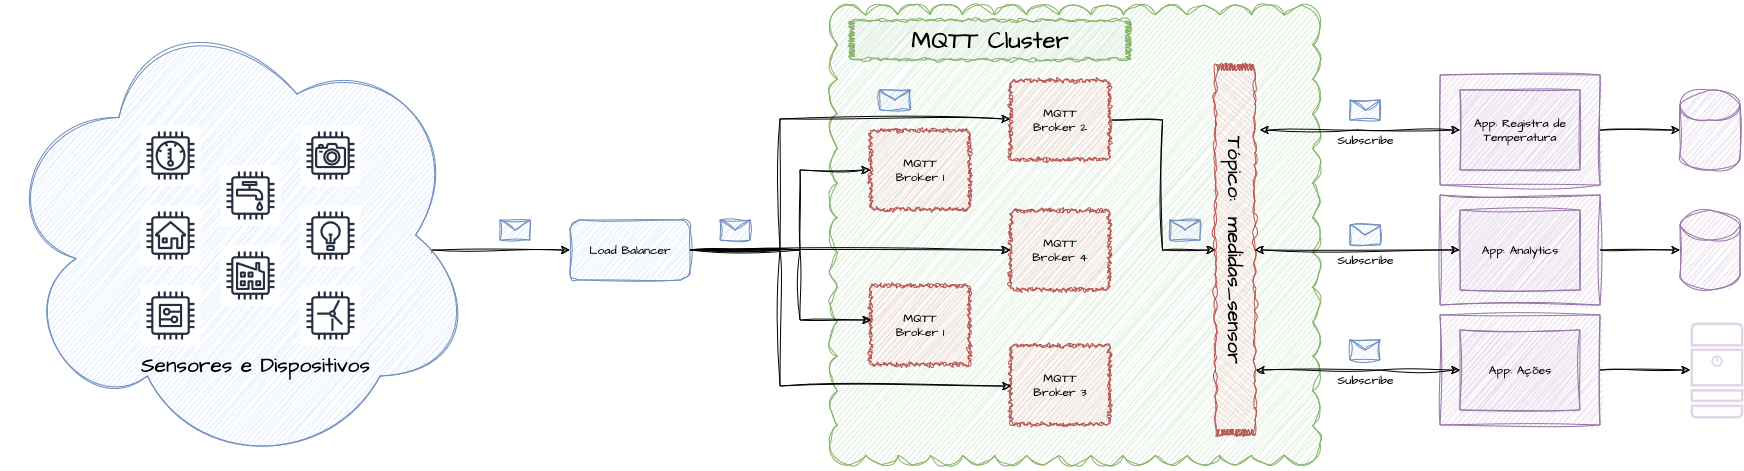 Sensores e Dispositivos
Load Balancer
MQTT Cluster
MQTT
Broker 2
MQTT
Broker 1
MQTT
Broker 4
MQTT
Broker 1
MQTT
Broker 3
Tópico: medidas_sensor
Subscribe
Subscribe
Subscribe
App: Registra de
Temperatura
App: Analytics
App: Ações